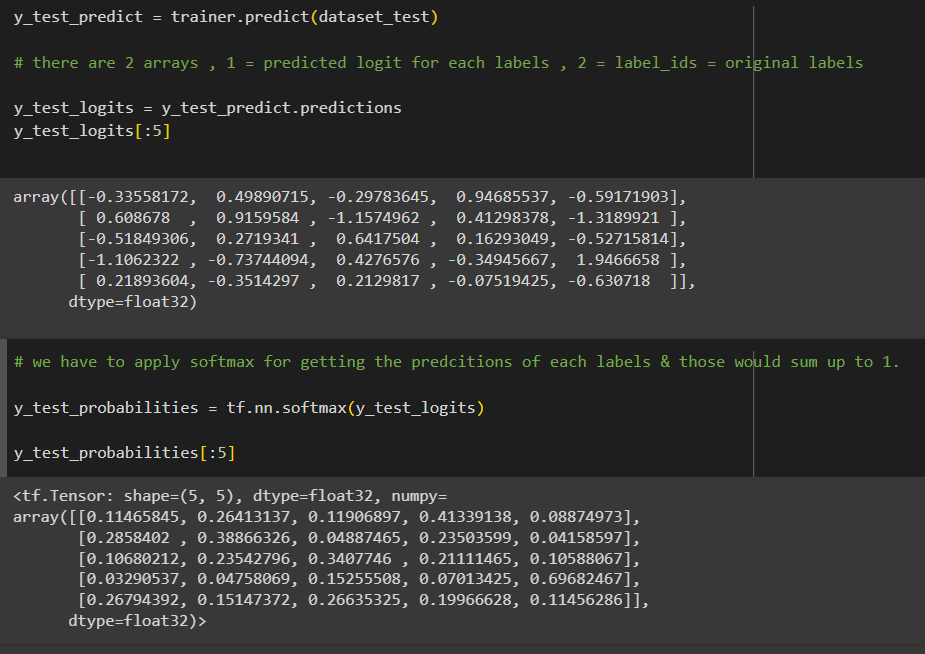 y_test_predict = trainer.predict(dataset_test)
# there are 2 arrays , 1 = predicted logit for each labels , 2 = label_ids = original labels
y_test_logits = y_test_predict.predictions
y_test_logits[:5]
array([[-0.33558172,  0.49890715, -0.29783645,  0.94685537, -0.59171903],
       [ 0.608678  ,  0.9159584 , -1.1574962 ,  0.41298378, -1.3189921 ],
       [-0.51849306,  0.2719341 ,  0.6417504 ,  0.16293049, -0.52715814],
       [-1.1062322 , -0.73744094,  0.4276576 , -0.34945667,  1.9466658 ],
       [ 0.21893604, -0.3514297 ,  0.2129817 , -0.07519425, -0.630718  ]],
      dtype=float32)
# we have to apply softmax for getting the predcitions of each labels & those would sum up to 1.
y_test_probabilities = tf.nn.softmax(y_test_logits)
y_test_probabilities[:5]
<tf.Tensor: shape=(5, 5), dtype=float32, numpy=
array([[0.11465845, 0.26413137, 0.11906897, 0.41339138, 0.08874973],
       [0.2858402 , 0.38866326, 0.04887465, 0.23503599, 0.04158597],
       [0.10680212, 0.23542796, 0.3407746 , 0.21111465, 0.10588067],
       [0.03290537, 0.04758069, 0.15255508, 0.07013425, 0.69682467],
       [0.26794392, 0.15147372, 0.26635325, 0.19966628, 0.11456286]],
      dtype=float32)>